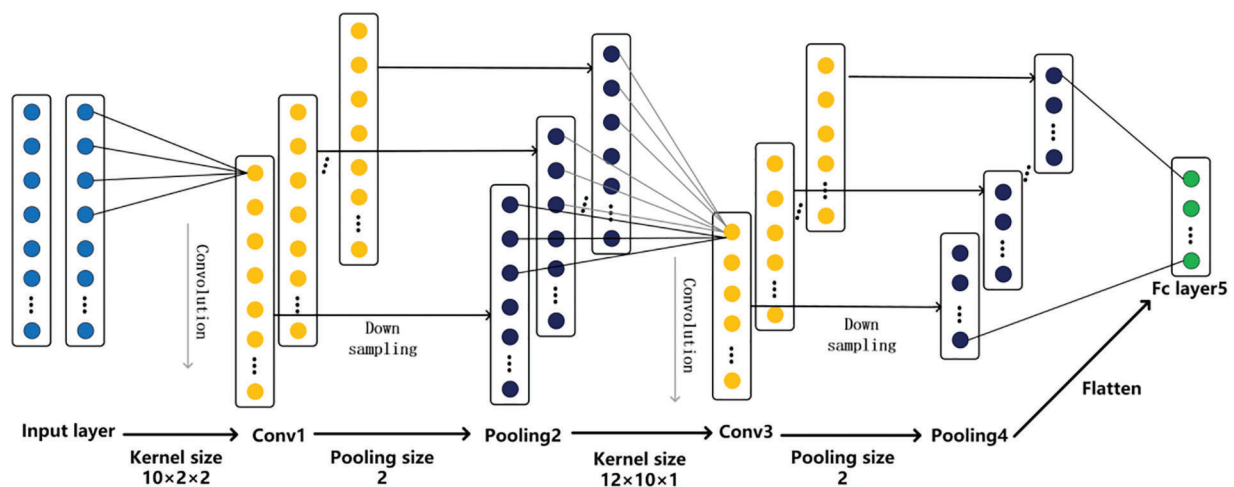 Convolution
Down
sampling
Convolution
Down
sampling
Fc layer5
Flatten
Input layer
Conv1
Pooling2
Conv3
Pooling4
Kernel size
10×2×2
Pooling size
2
Kernel size
12×10×1
Pooling size
2